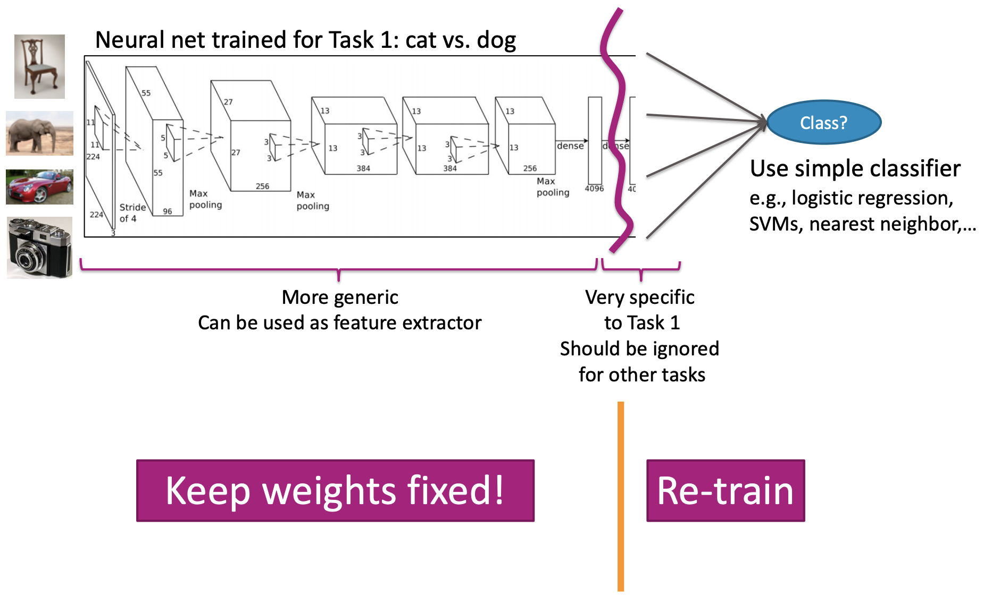 Neural net trained for Task 1: cat vs. dog
55
27
13
13
13
11
5
3
3
3
11
5
3
3
3
224
55
27
13
13
13
dense
dense
224
3
Stride
of 4
96
Max
pooling
256
Max
pooling
384
384
256
Max
pooling
4096
40
Class?
Use simple classifier
e.g., logistic regression,
SVMs, nearest neighbor,...
More generic
Can be used as feature extractor
Very specific
to Task 1
Should be ignored
for other tasks
Keep weights fixed!
Re-train